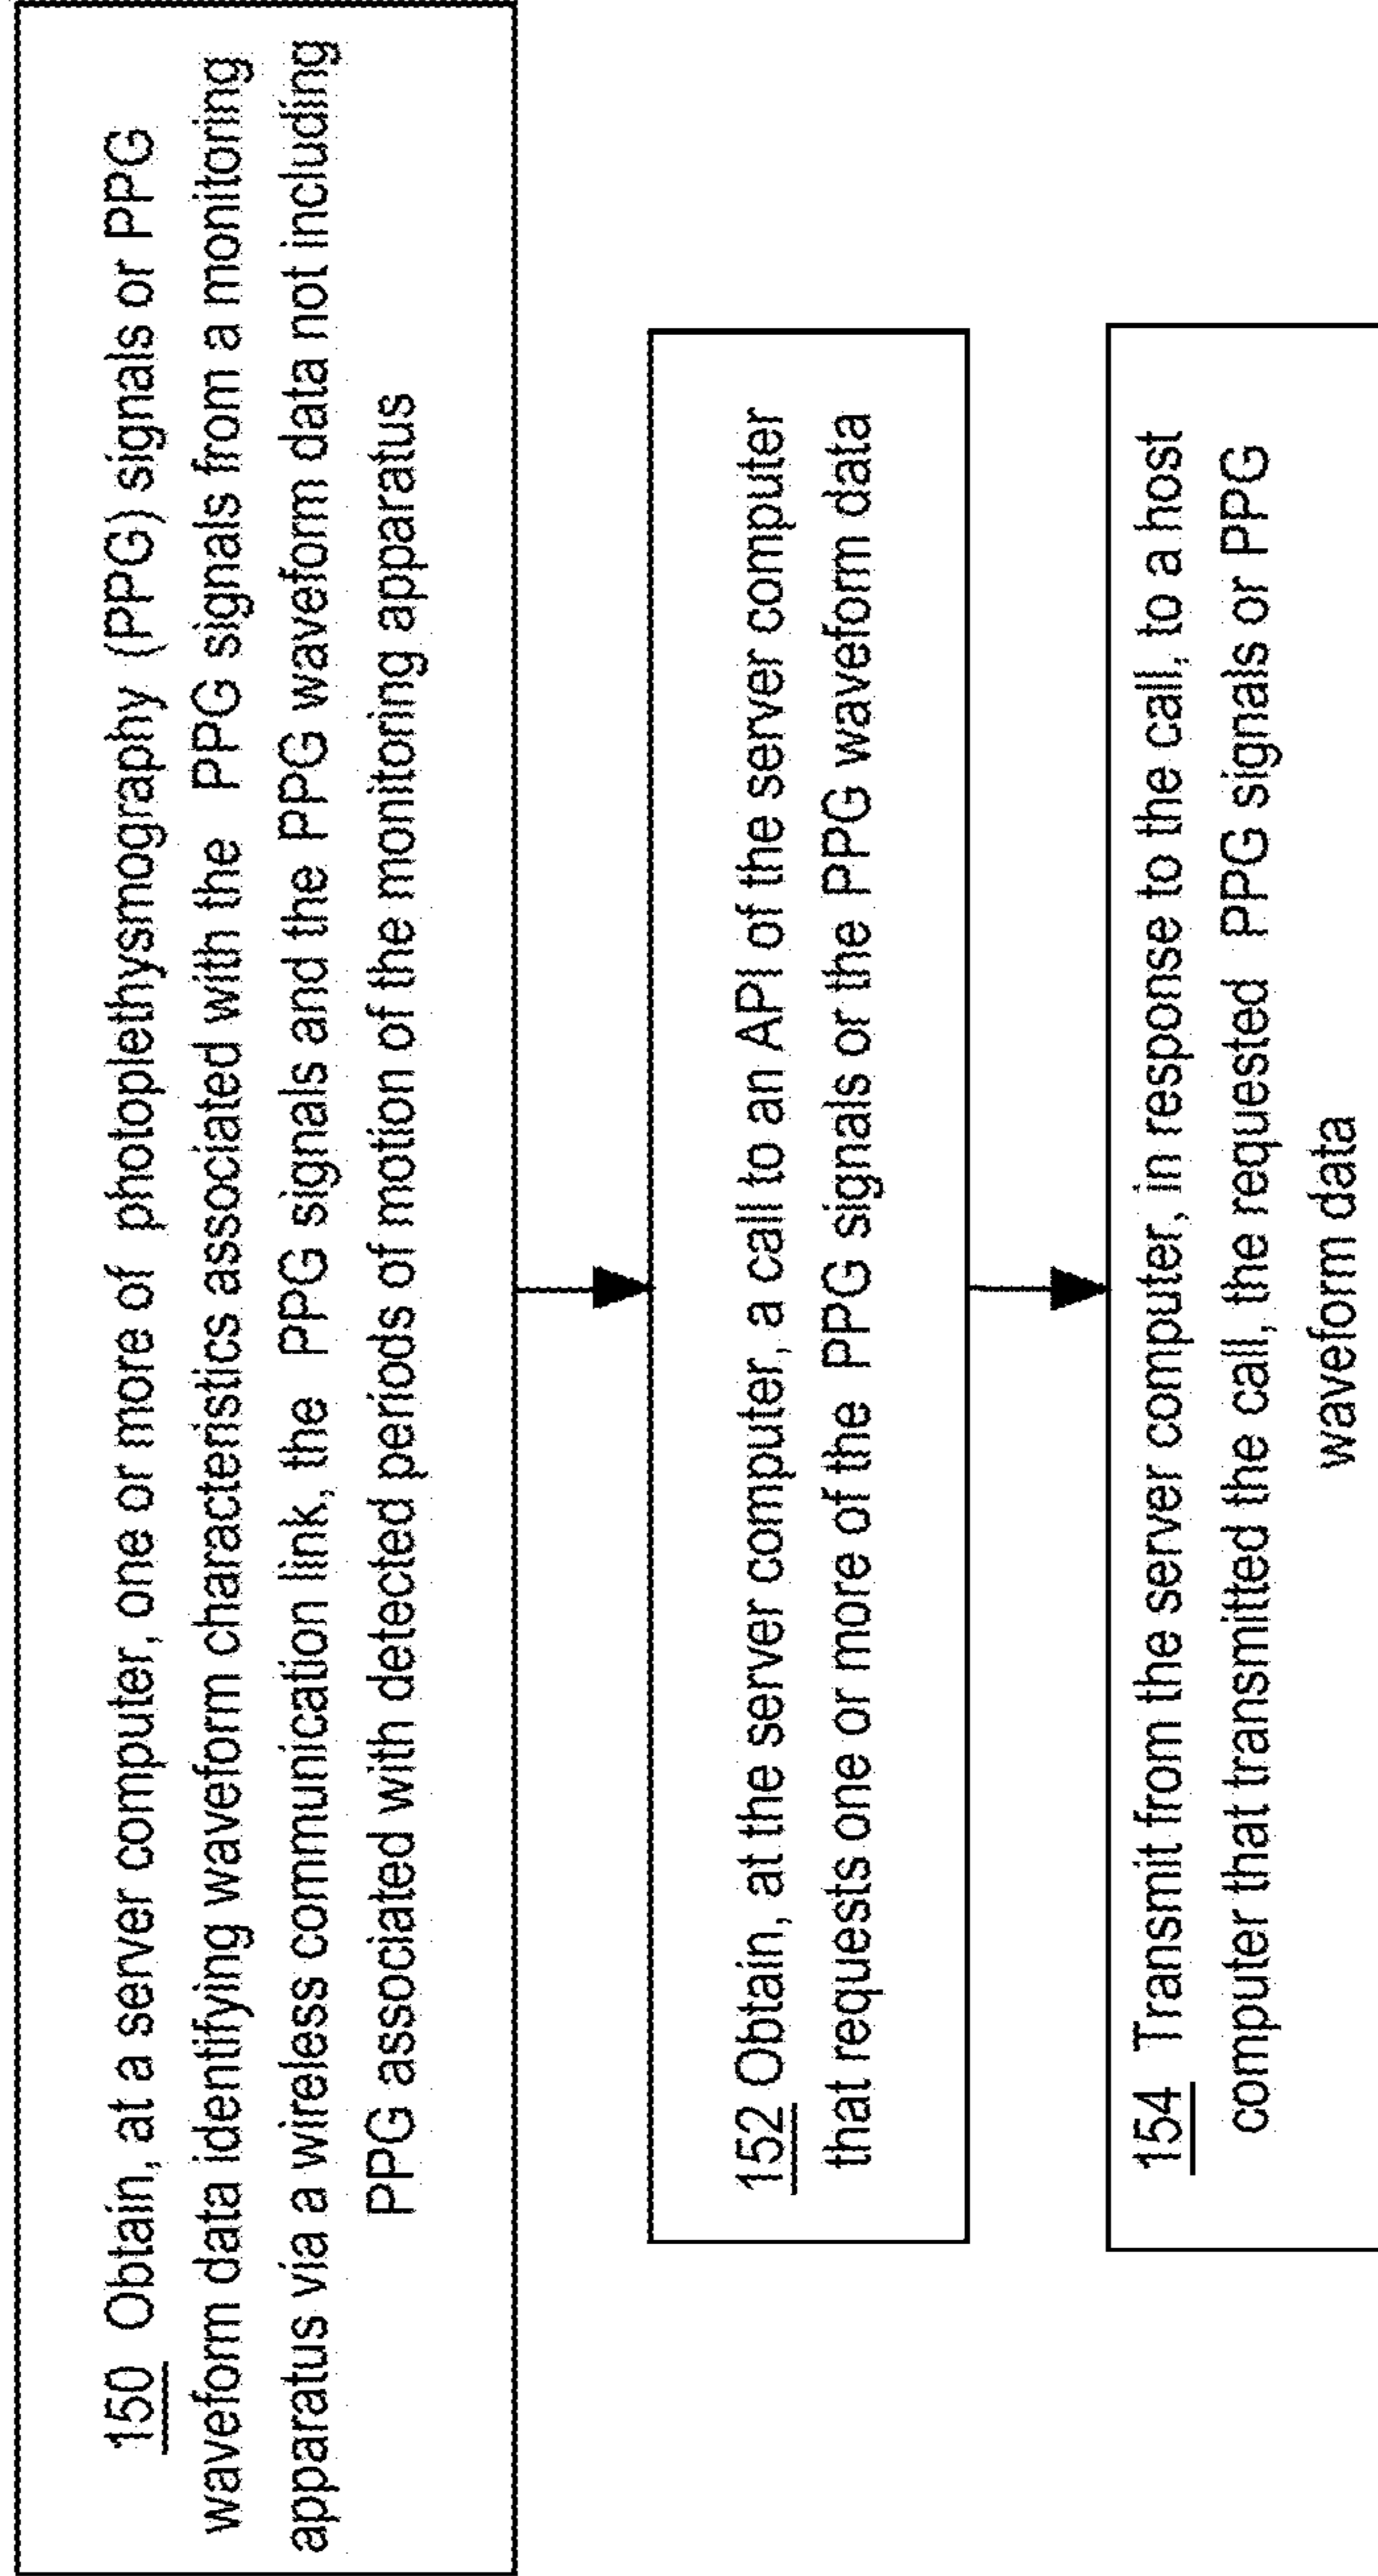 150 Obtain, at a server computer, one or more of photoplethysmography (PPG) signals or PPG
waveform data identifying waveform characteristics associated with the PPG signals from a monitoring
apparatus via a wireless communication link, the PPG signals and the PPG waveform data not including
PPG associated with detected periods of motion of the monitoring apparatus
152 Obtain, at the server computer, a call to an API of the server computer
that requests one or more of the PPG signals or the PPG waveform data
154 Transmit from the server computer, in response to the call, to a host
computer that transmitted the call, the requested PPG signals or PPG
waveform data